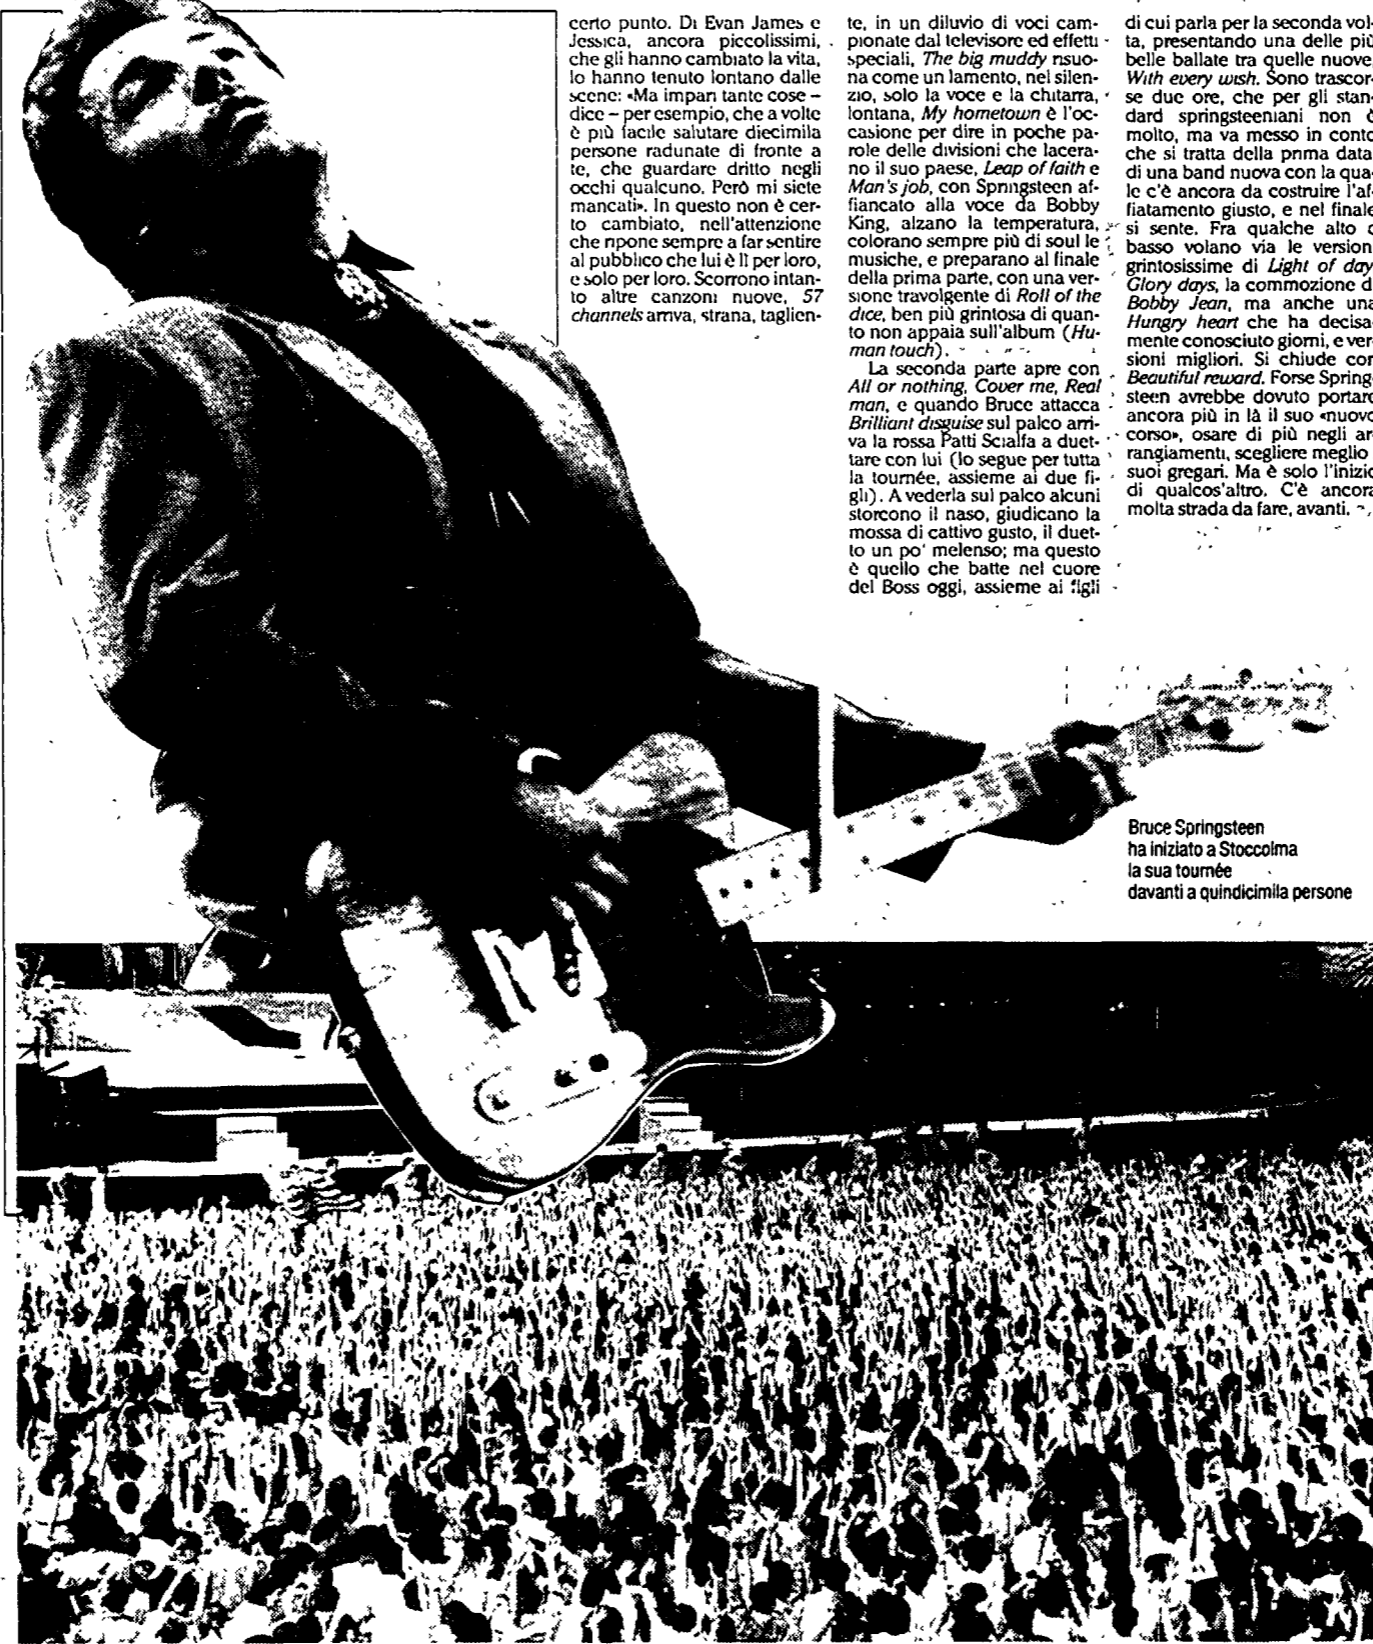 certo punto. Di Evan James e
Jessica, ancora piccolissimi,
che gli hanno cambiato la vita,
lo hanno tenuto lontano dalle
scene: «Ma impari tante cose –
dice – per esempio, che a volte
è più facile salutare diecimila
persone radunate di fronte a
te, che guardare dritto negli
occhi qualcuno. Però mi siete
mancati». In questo non è cer-
to cambiato, nell'attenzione
che ripone sempre a far sentire
al pubblico che lui è lì per loro,
e solo per loro. Scorrono intan-
to altre canzoni nuove, 57
channels arriva, strana, taglien-
te, in un diluvio di voci cam-
pionate dal televisore ed effetti
speciali, The big muddy risuo-
na come un lamento, nel silen-
zio, solo la voce e la chitarra,
lontana, My hometown è l'oc-
casione per dire in poche pa-
role delle divisioni che lacera-
no il suo paese, Leap of faith e
Man's job, con Springsteen af-
fiancato alla voce da Bobby
King, alzano la temperatura,
colorano sempre più di soul le
musiche, e preparano al finale
della prima parte, con una ver-
sione travolgente di Roll of the
dice, ben più grintosa di quan-
to non appaia sull'album (Hu-
man touch).
La seconda parte apre con
All or nothing, Cover me, Real
man, e quando Bruce attacca
Brilliant disguise sul palco arri-
va la rossa Patti Scialfa a duet-
tare con lui (lo segue per tutta
la tournée, assieme ai due fi-
gli). A vederla sul palco alcuni
storcono il naso, giudicano la
mossa di cattivo gusto, il duet-
to un po' melenso; ma questo
è quello che batte nel cuore
del Boss oggi, assieme ai figli
di cui parla per la seconda vol-
ta, presentando una delle più
belle ballate tra quelle nuove,
With every wish. Sono trascor-
se due ore, che per gli stan-
dard springsteeniani non è
molto, ma va messo in conto
che si tratta della prima data,
di una band nuova con la qua-
le c'è ancora da costruire l'af-
fiatamento giusto, e nel finale
si sente. Fra qualche alto e
basso volano via le version
grintosissime di Light of day,
Glory days, la commozione di
Bobby Jean, ma anche una
Hungry heart che ha decisa-
mente conosciuto giorni, e ver-
sioni migliori. Si chiude con
Beautiful reward. Forse Spring-
steen avrebbe dovuto portare
ancora più in là il suo «nuovo
corso», osare di più negli ar-
rangiamenti, scegliere meglio
suoi gregari. Ma è solo l'inizio
di qualcos'altro. C'è ancora
molta strada da fare, avanti.
Bruce Springsteen
ha iniziato a Stoccolma
la sua tournée
davanti a quindicimila persone